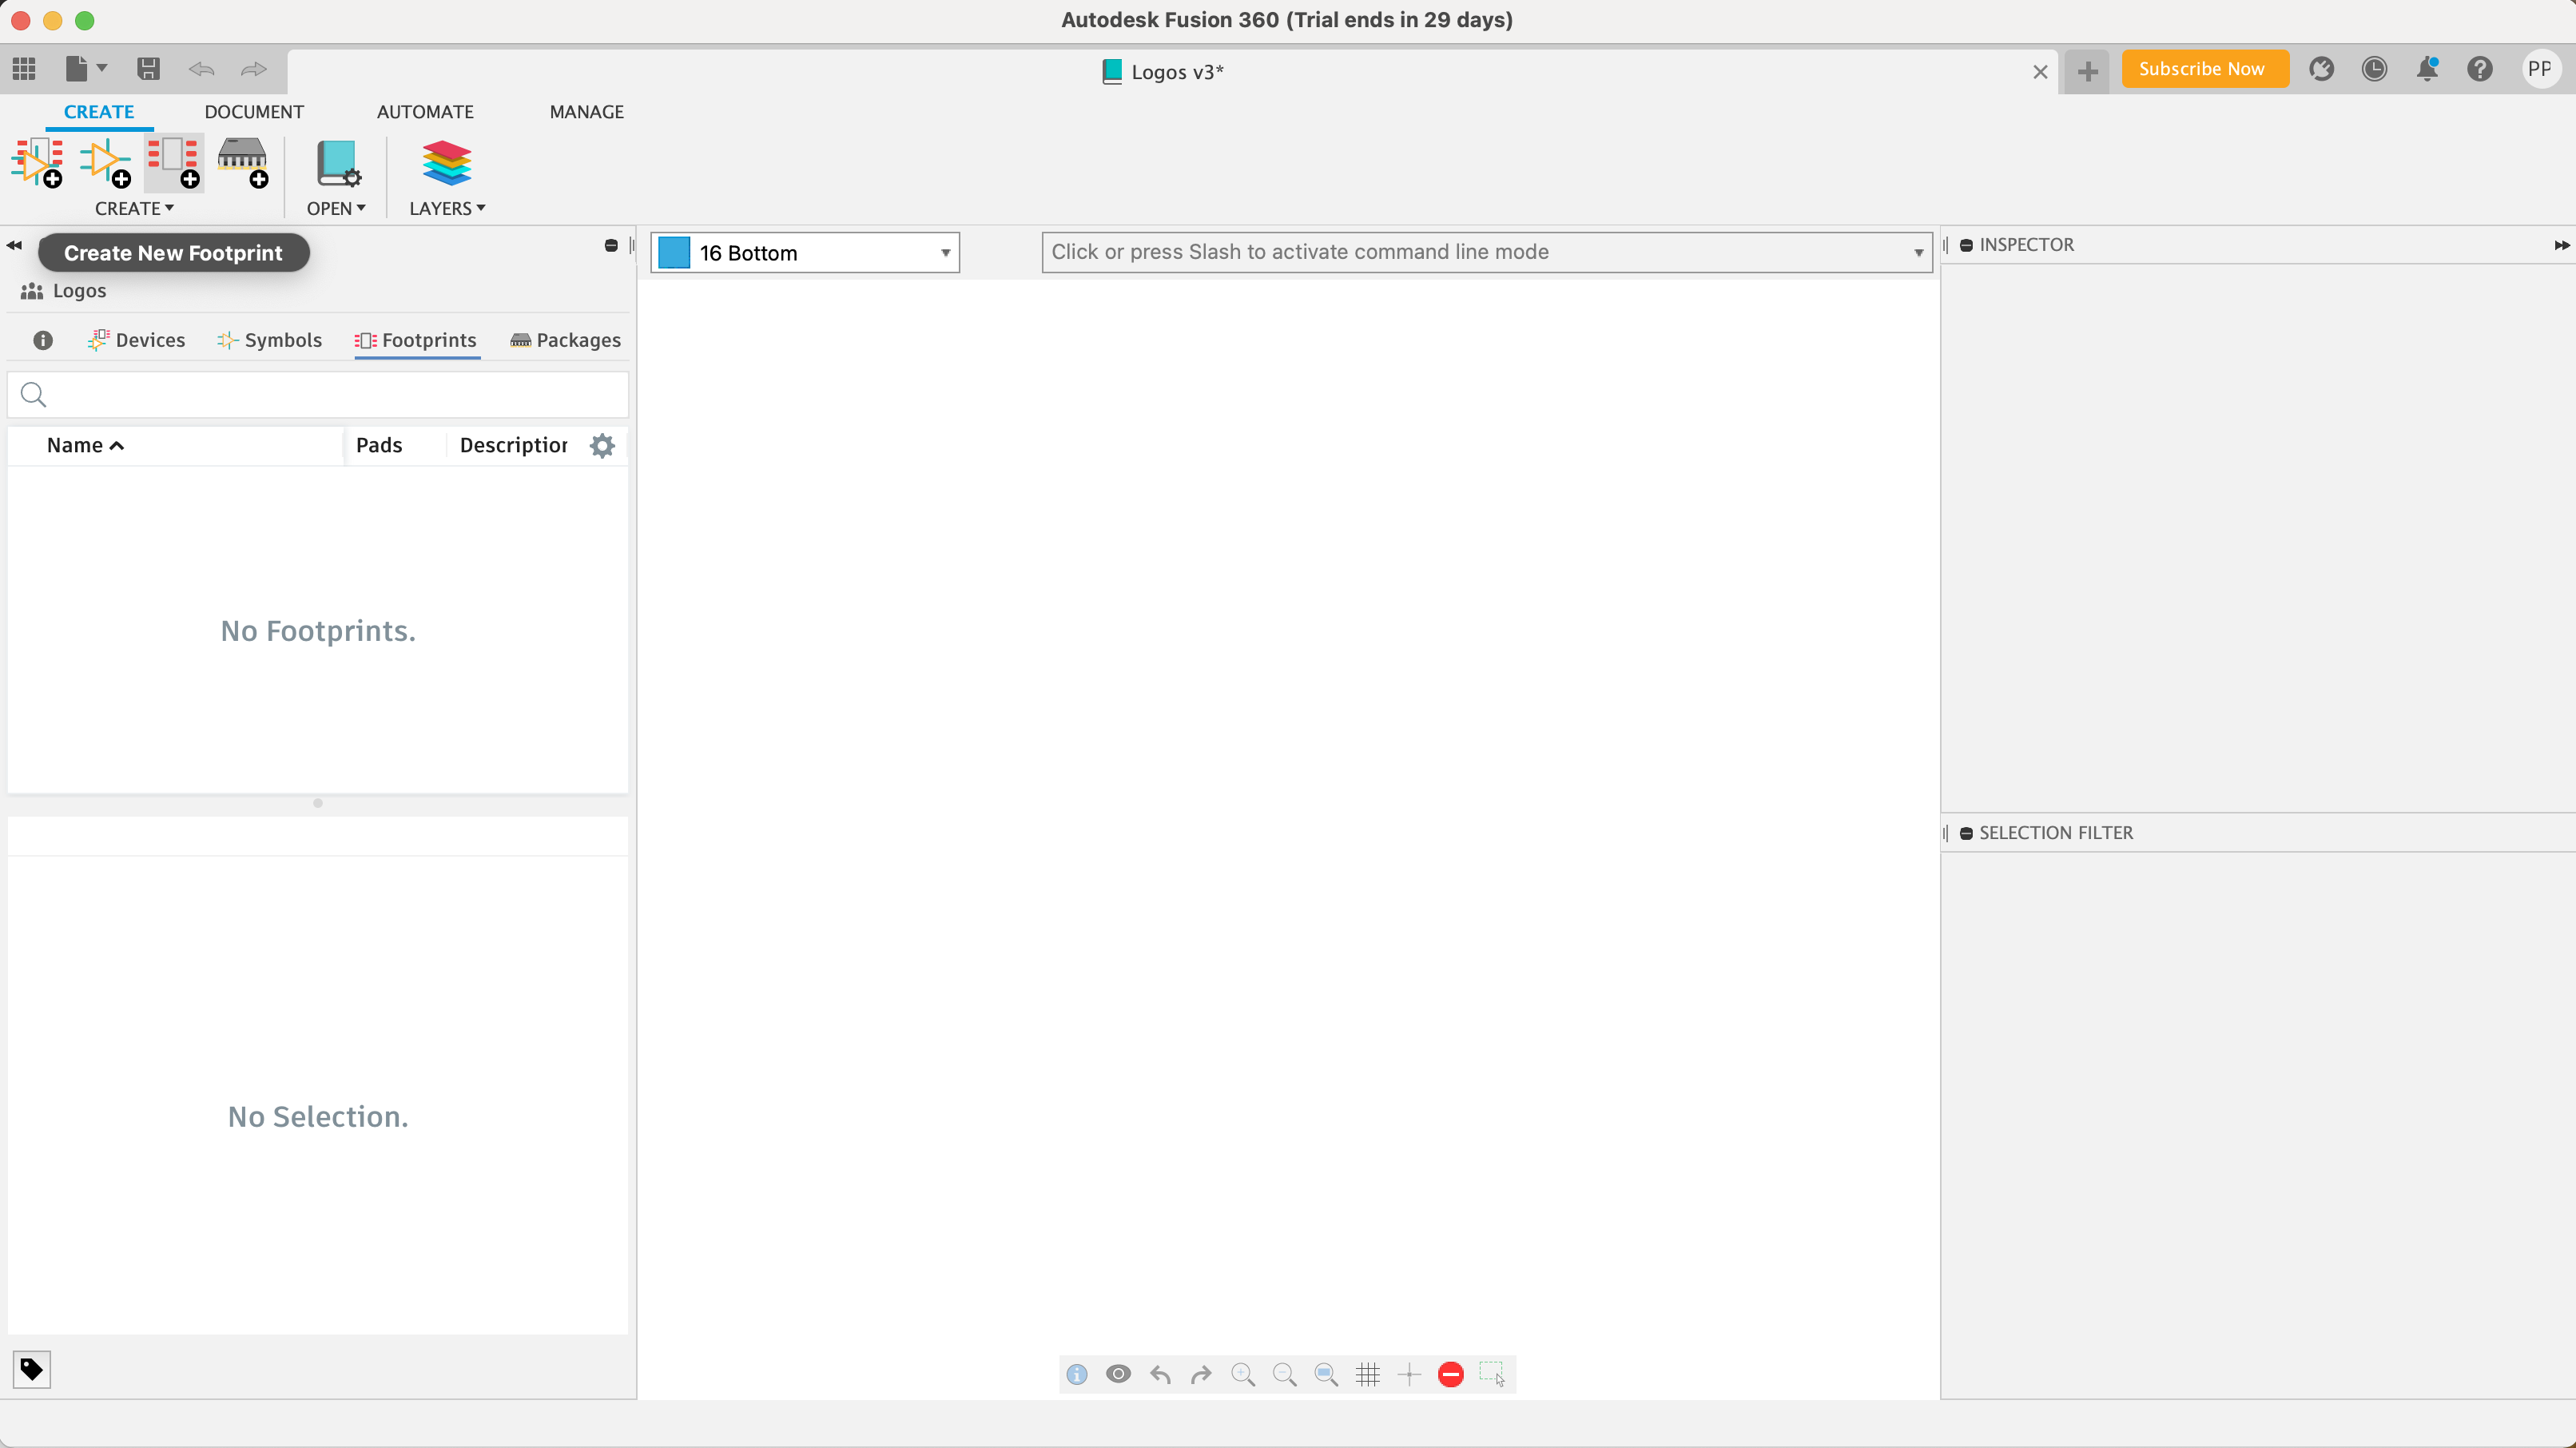 Autodesk Fusion 360 (Trial ends in 29 days)
Logos v3*
Subscribe Now
PP
CREATE
DOCUMENT
AUTOMATE
MANAGE
CREATE
OPEN
LAYERS
Create New Footprint
16 Bottom
Click or press Slash to activate command line mode
INSPECTOR
Logos
Devices
Symbols
Footprints
Packages
Name
Pads
Description
No Footprints.
SELECTION FILTER
No Selection.